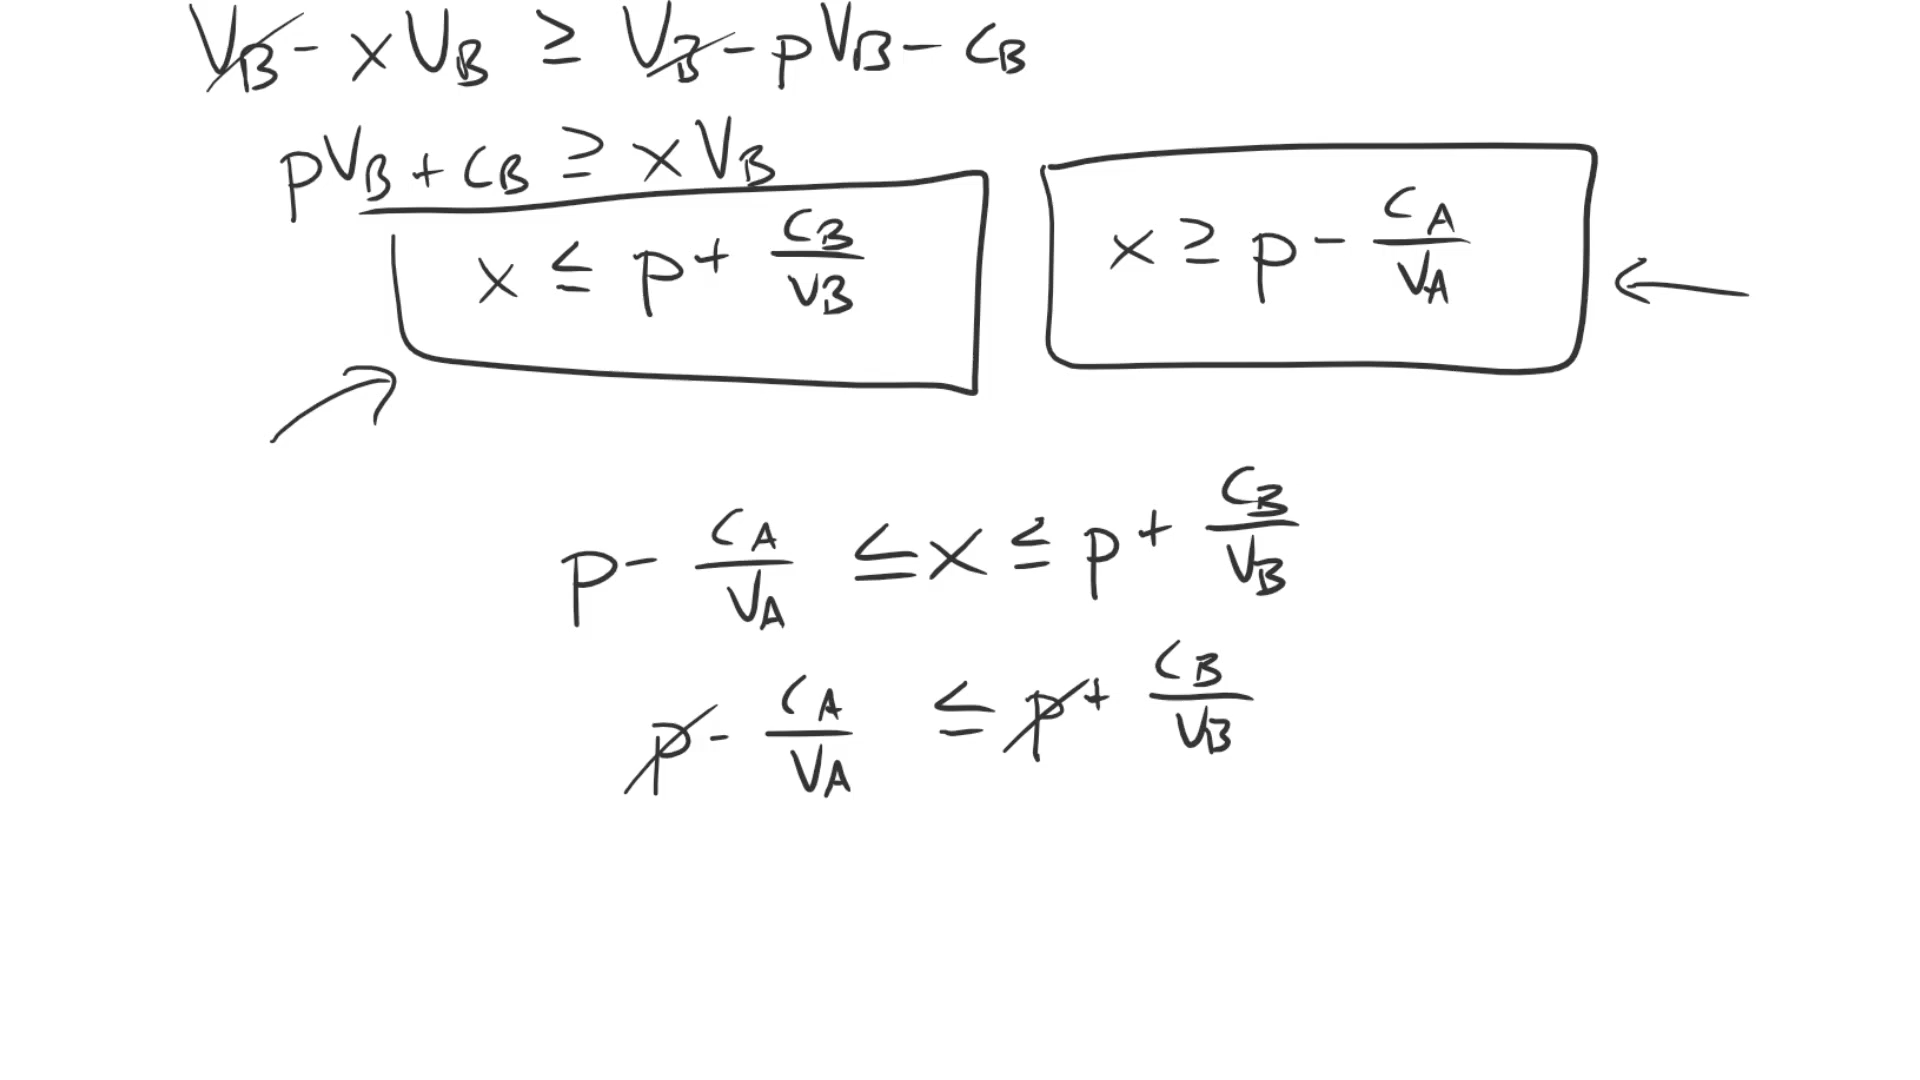 V_B - xV_B ≥ V_B - pV_B - c_B
pV_B + c_B ≥ xV_B
x ≤ p + c_B/V_B
x ≥ p - c_A/V_A
p - c_A/V_A ≤ x ≤ p + c_B/V_B
p - c_A/V_A ≤ p + c_B/V_B